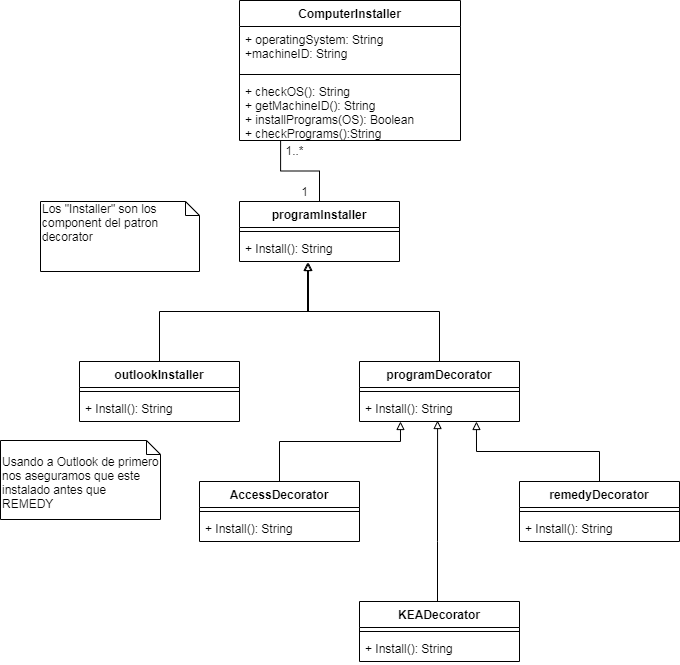 ComputerInstaller
+ operatingSystem: String
+machineID: String
+ checkOS(): String
+ getMachineID(): String
+ installPrograms(OS): Boolean
+ checkPrograms():String
1..*
1
Los "Installer" son los
component del patron
decorator
programInstaller
+ Install(): String
outlookInstaller
+ Install(): String
programDecorator
+ Install(): String
Usando a Outlook de primero
nos aseguramos que este
instalado antes que
REMEDY
AccessDecorator
+ Install(): String
remedyDecorator
+ Install(): String
KEADecorator
+ Install(): String